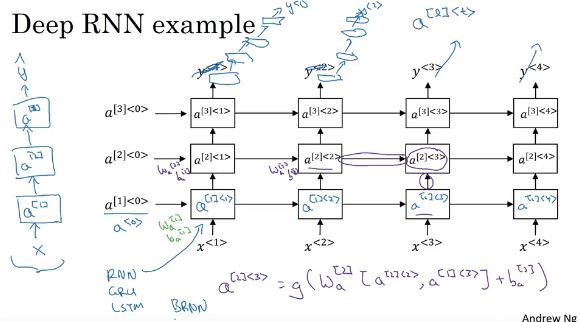 Deep RNN example
y<1> y<2> a^[l]<t>
ŷ y<1> y<2> y<3> y<4>
a^[3] a^[3]<0> a^[3]<1> a^[3]<2> a^[3]<3> a^[3]<4>
a^[2] a^[2]<0> a^[2]<1> a^[2]<2> a^[2]<3> a^[2]<4>
W_a^[2] b_a^[2]
a^[1] a^[1]<0> a^[1]<1> a^[1]<2> a^[1]<3> a^[1]<4>
a^<0> W_a^[1] b_a^[1]
X x<1> x<2> x<3> x<4>
RNN
GRU
LSTM BRNN
a^[2]<3> = g(W_a^[2] [a^[2]<2>, a^[1]<3>] + b_a^[2])
Andrew Ng